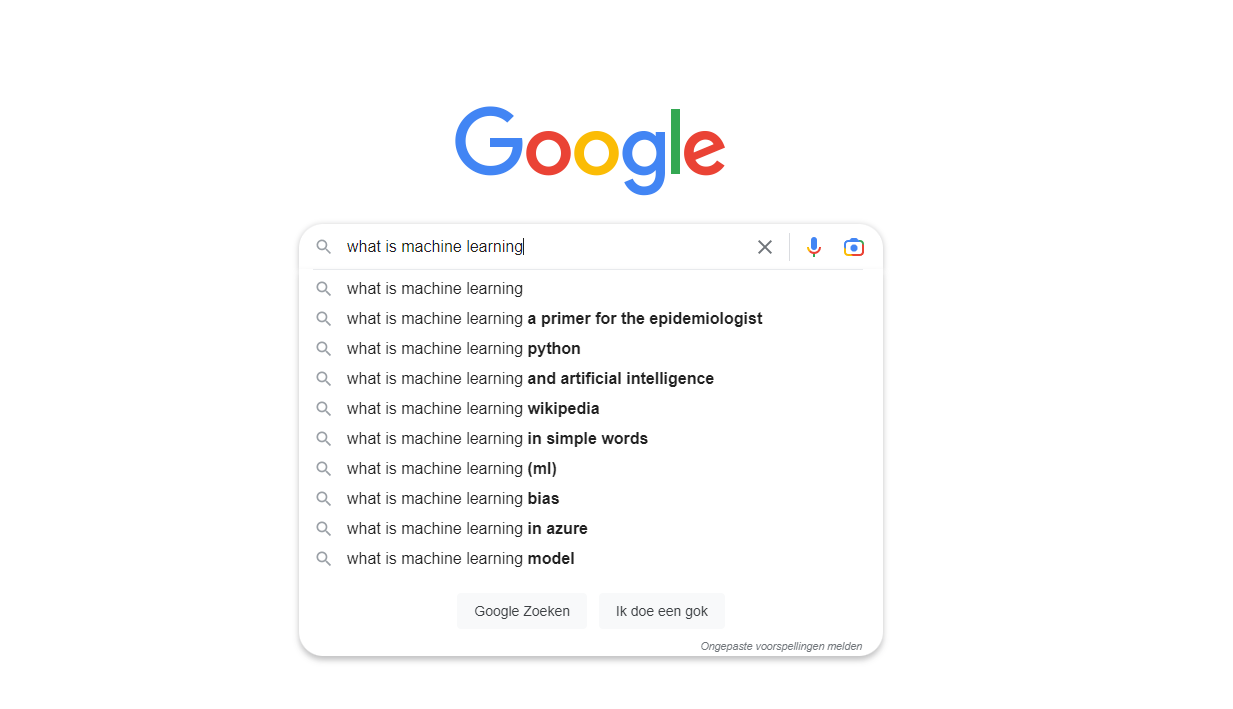 Google
what is machine learning
what is machine learning
what is machine learning a primer for the epidemiologist
what is machine learning python
what is machine learning and artificial intelligence
what is machine learning wikipedia
what is machine learning in simple words
what is machine learning (ml)
what is machine learning bias
what is machine learning in azure
what is machine learning model
Google Zoeken Ik doe een gok
Ongepaste voorspellingen melden